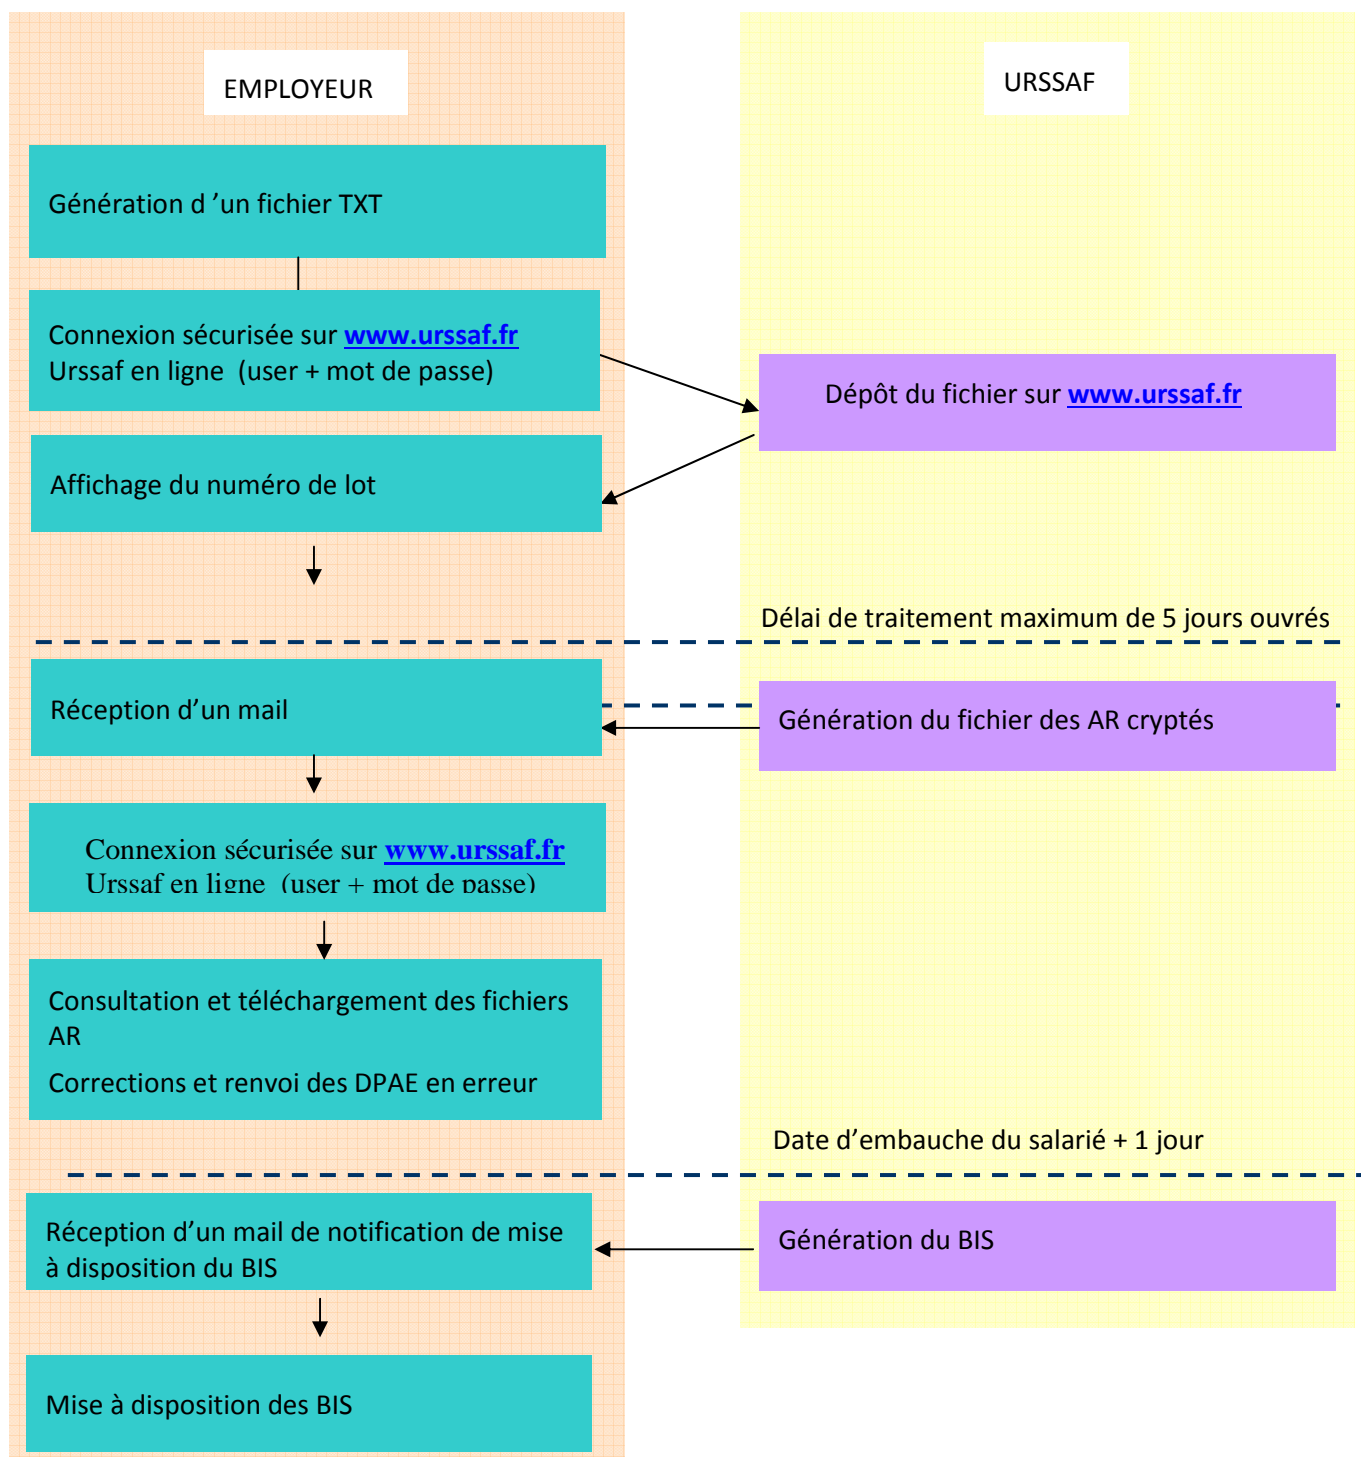 EMPLOYEUR
URSSAF
Génération d ’un fichier TXT
Connexion sécurisée sur www.urssaf.fr
Urssaf en ligne (user + mot de passe)
Dépôt du fichier sur www.urssaf.fr
Affichage du numéro de lot
Délai de traitement maximum de 5 jours ouvrés
Réception d’un mail
Génération du fichier des AR cryptés
Connexion sécurisée sur www.urssaf.fr
Urssaf en ligne (user + mot de passe)
Consultation et téléchargement des fichiers
AR
Corrections et renvoi des DPAE en erreur
Date d’embauche du salarié + 1 jour
Réception d’un mail de notification de mise
à disposition du BIS
Génération du BIS
Mise à disposition des BIS